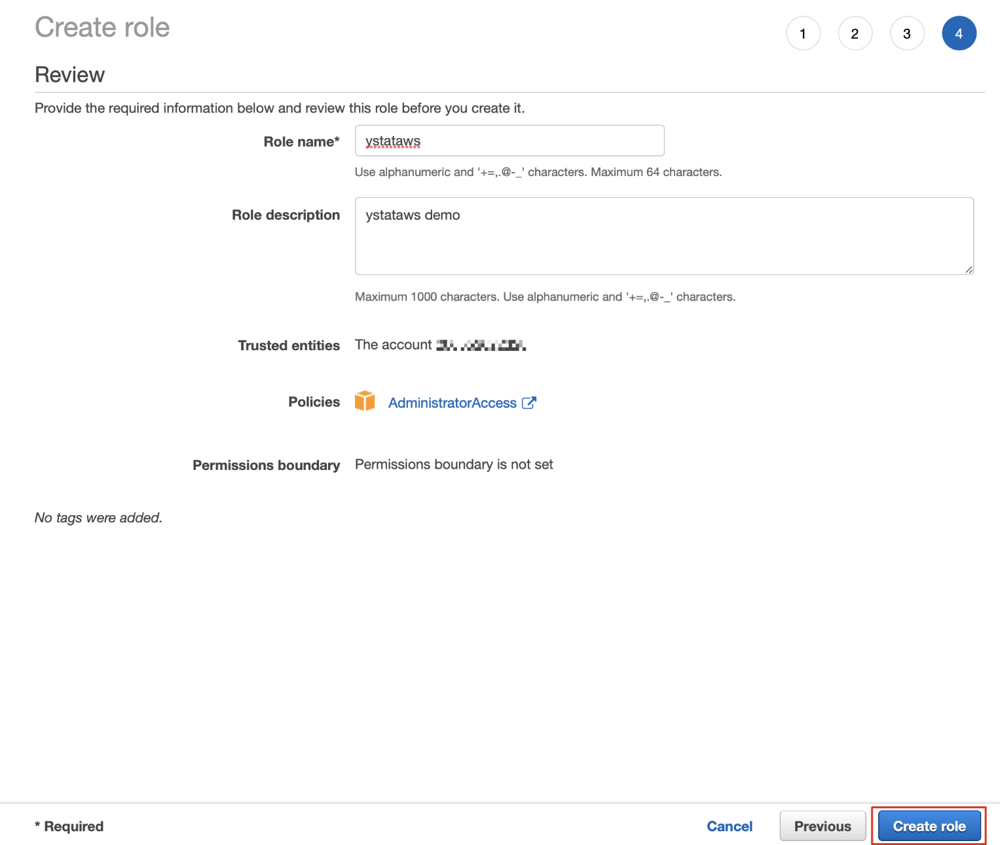 Create role
1 2 3 4
Review
Provide the required information below and review this role before you create it.
Role name* ystataws
Use alphanumeric and '+=,.@-_' characters. Maximum 64 characters.
Role description ystataws demo
Maximum 1000 characters. Use alphanumeric and '+=,.@-_' characters.
Trusted entities The account
Policies AdministratorAccess
Permissions boundary Permissions boundary is not set
No tags were added.
* Required Cancel Previous Create role